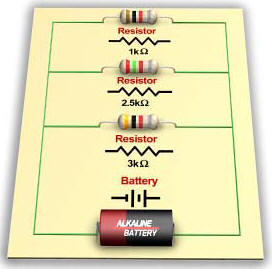 Resistor
1kΩ
Resistor
2.5kΩ
Resistor
3kΩ
Battery
ALKALINE
BATTERY